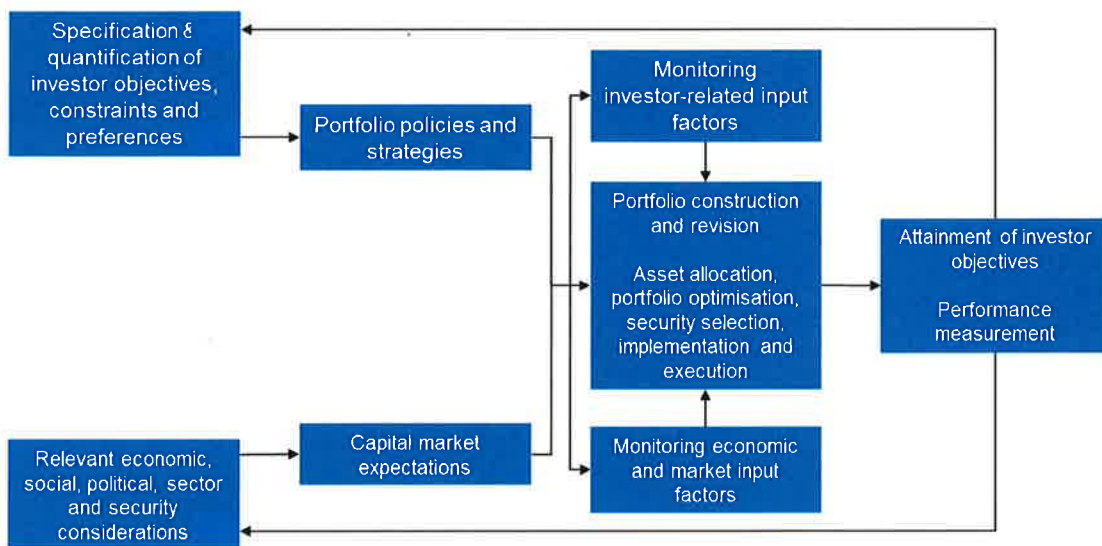 Specification &
quantification of
investor objectives,
constraints and
preferences
Portfolio policies and
strategies
Monitoring
investor-related input
factors
Portfolio construction
and revision
Asset allocation,
portfolio optimisation,
security selection,
implementation and
execution
Attainment of investor
objectives
Performance
measurement
Relevant economic,
social, political, sector
and security
considerations
Capital market
expectations
Monitoring economic
and market input
factors